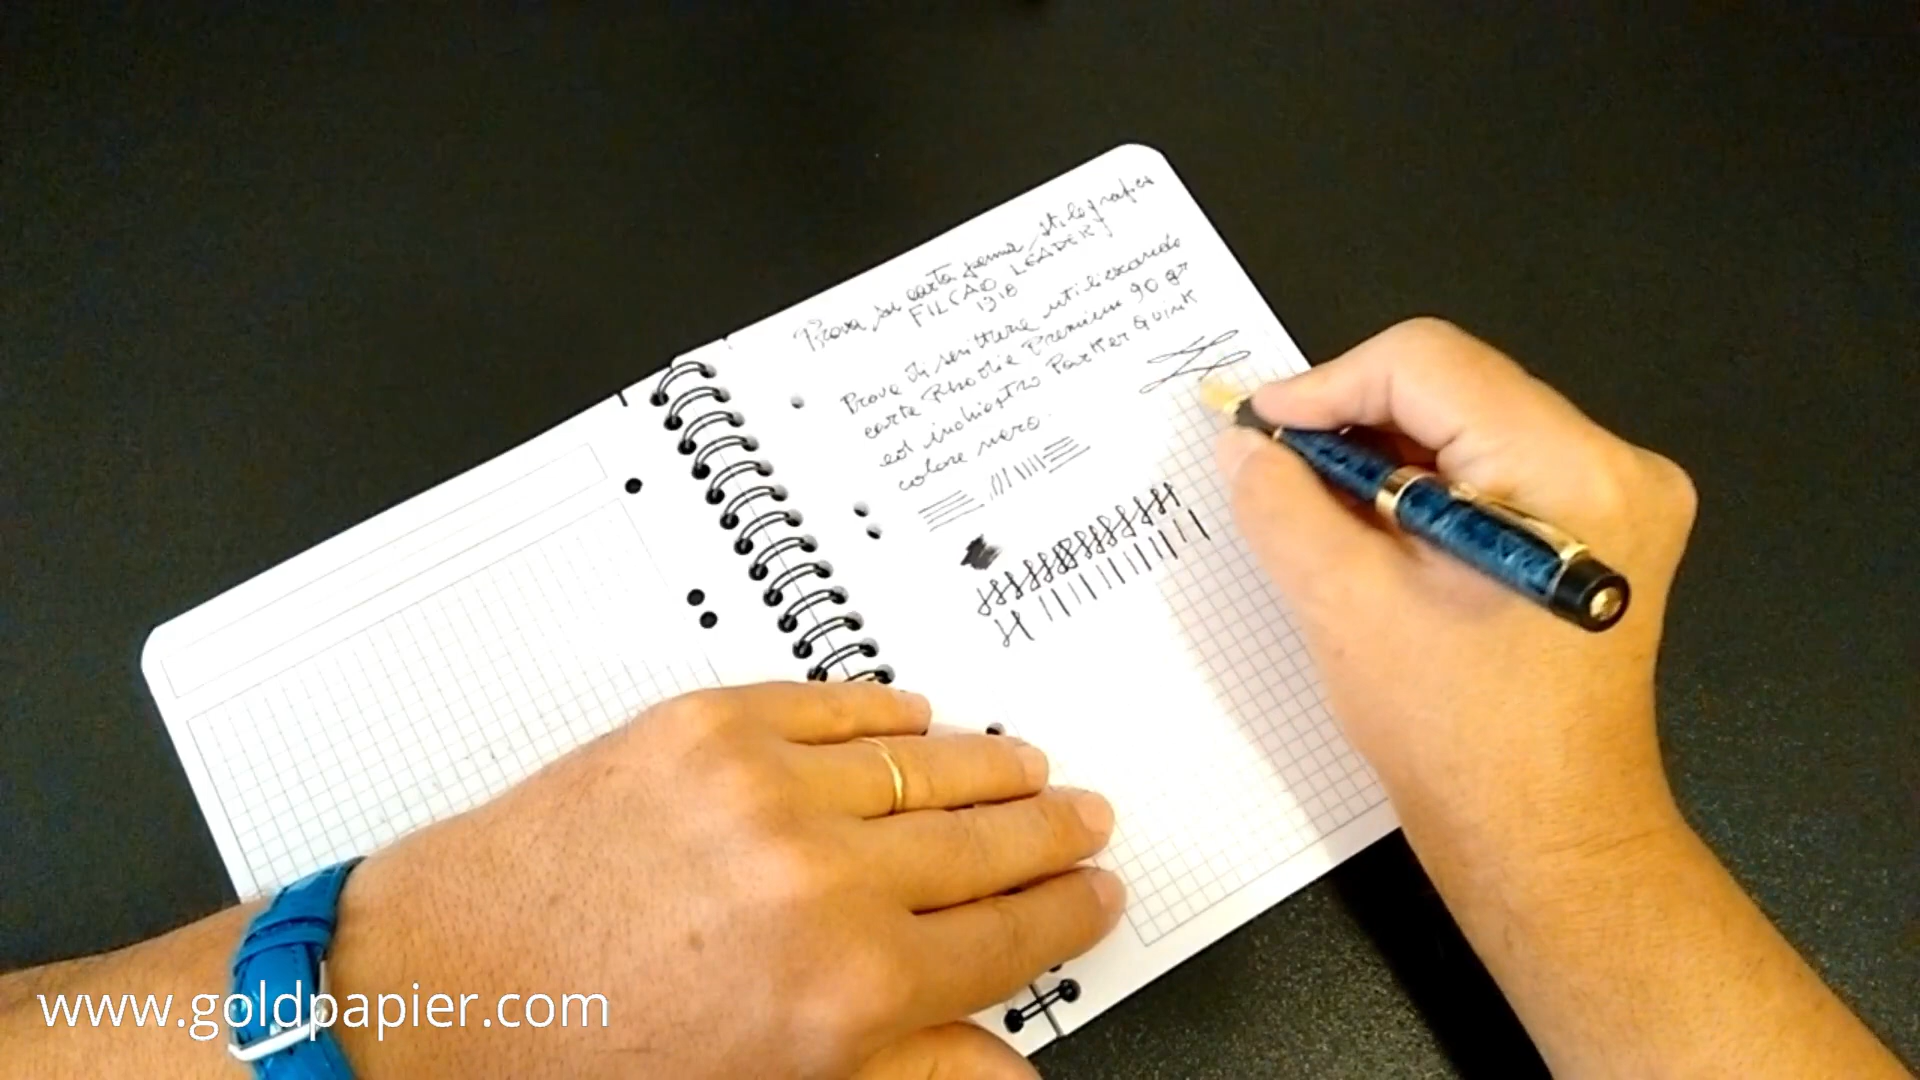 Prova su carta penna stilografica
FILCAO LEADER
1918
Prova di scrittura utilizzando
carta Rhodia Premium 90 gr
ed inchiostro Parker Quink
colore nero.
www.goldpapier.com